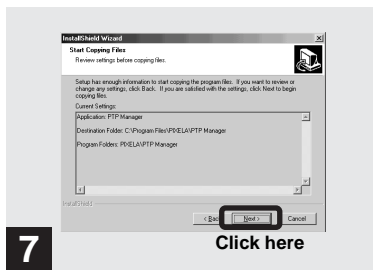 InstallShield Wizard
Start Copying Files
Review settings before copying files.
Setup has enough information to start copying the program files. If you want to review or
change any settings, click Back. If you are satisfied with the settings, click Next to begin
copying files.
Current Settings:
Application: PTP Manager
Destination Folder: C:\Program Files\PIXELA\PTP Manager
Program Folders: PIXELA\PTP Manager
InstallShield
< Bac Next > Cancel
7 Click here